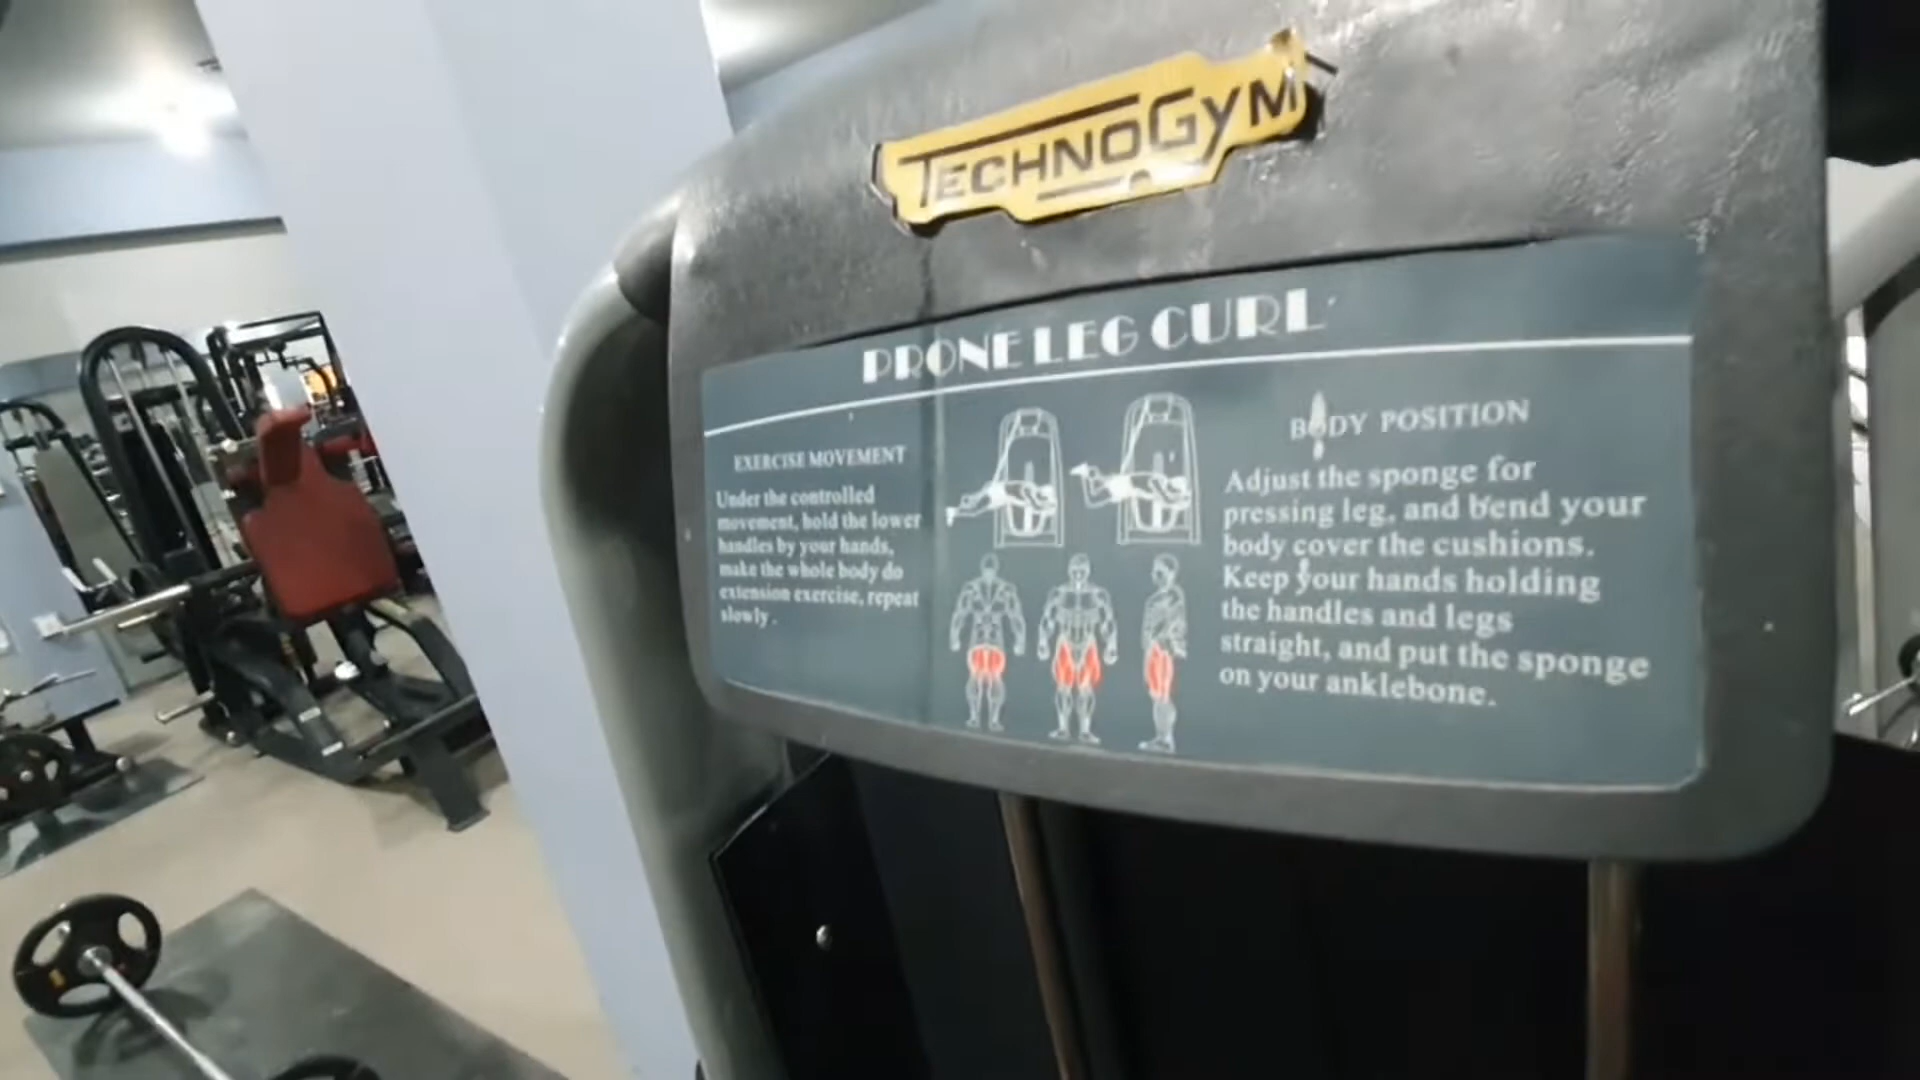 TECHNOGYM
PRONE LEG CURL
EXERCISE MOVEMENT
Under the controlled
movement, hold the lower
handles by your hands,
make the whole body do
extension exercise, repeat
slowly.
BODY POSITION
Adjust the sponge for
pressing leg, and bend your
body cover the cushions.
Keep your hands holding
the handles and legs
straight, and put the sponge
on your anklebone.